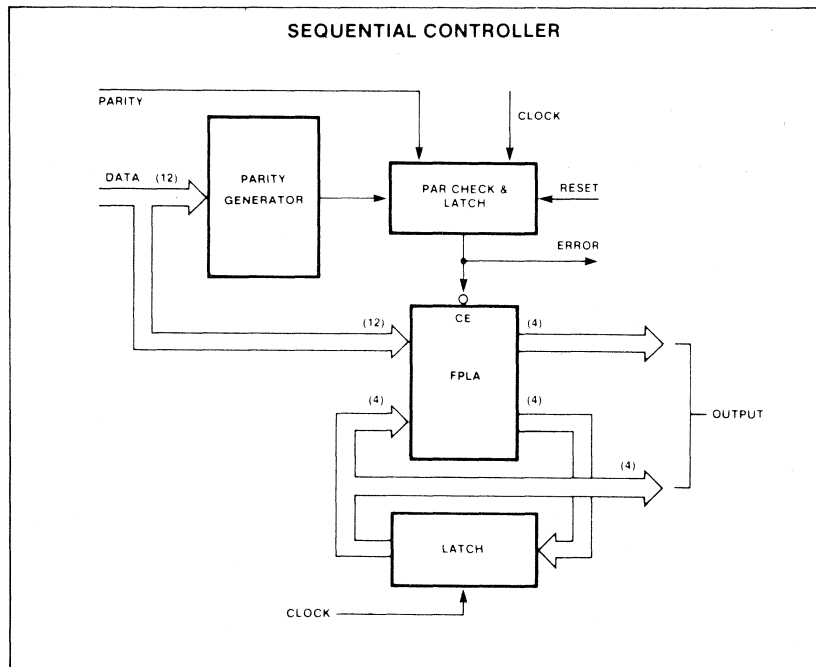 SEQUENTIAL CONTROLLER
PARITY
CLOCK
DATA (12)
PARITY
GENERATOR
PAR CHECK &
LATCH
RESET
ERROR
(12)
CE
(4)
FPLA
(4)
(4)
OUTPUT
(4)
LATCH
CLOCK